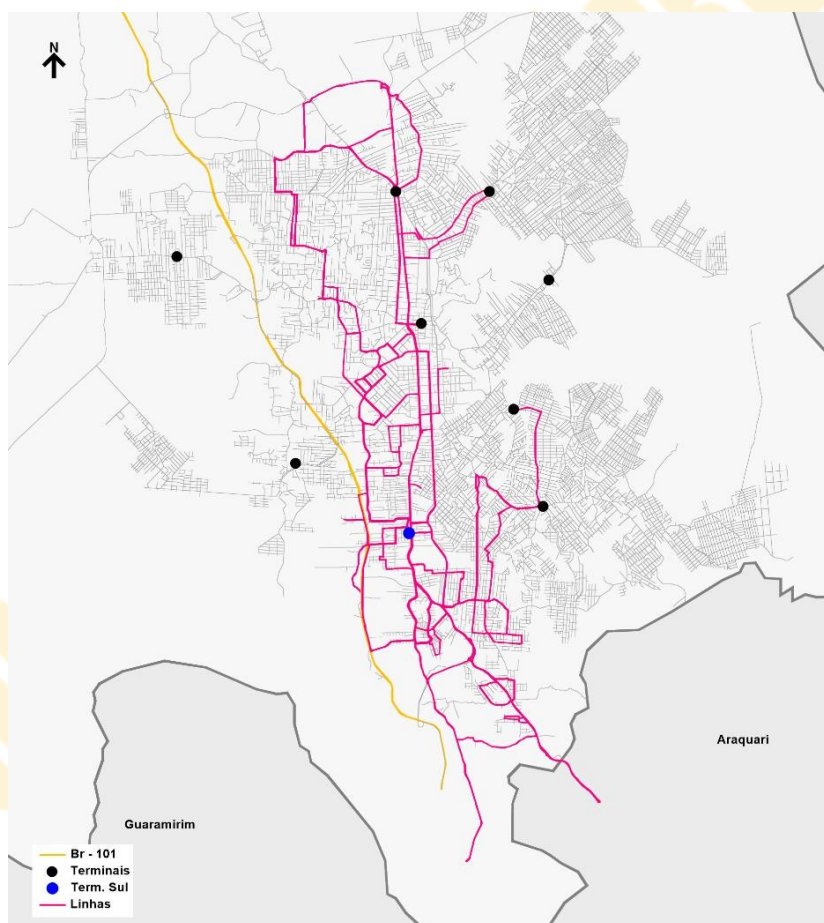 N
Araquari
Guaramirim
Br - 101
Terminais
Term. Sul
Linhas